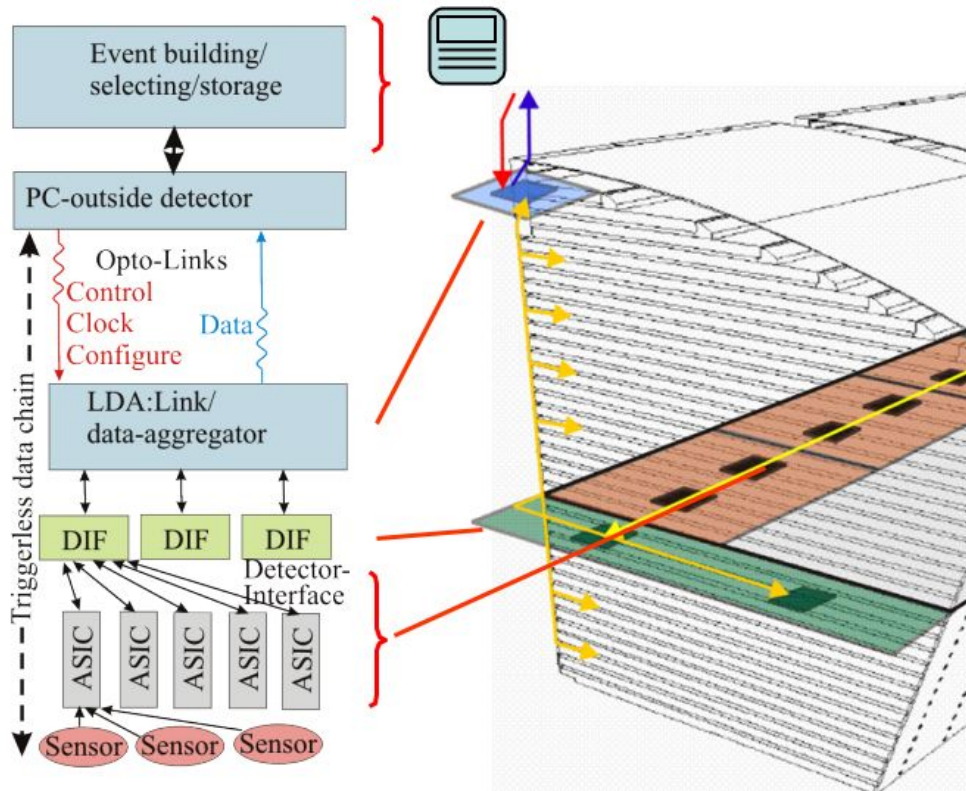 Event building/
selecting/storage
PC-outside detector
Opto-Links
Control
Clock
Configure
Data
LDA:Link/
data-aggregator
Triggerless data chain
DIF
DIF
DIF
Detector-
Interface
ASIC
ASIC
ASIC
ASIC
ASIC
Sensor
Sensor
Sensor